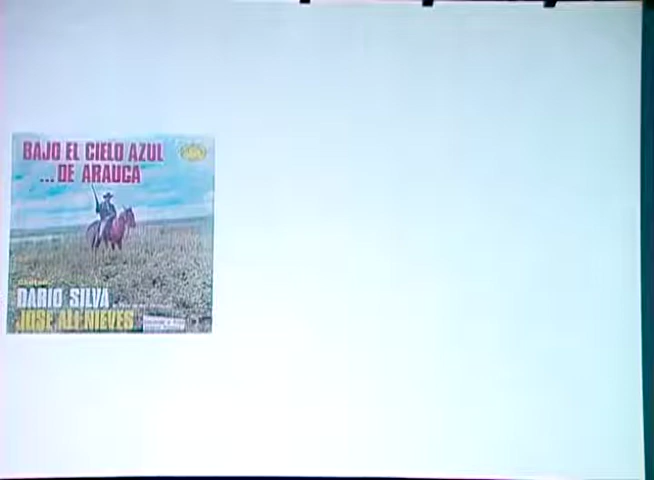 BAJO EL CIELO AZUL
...DE ARAUCA
DARIO SILVA
JOSE ALI NIEVES